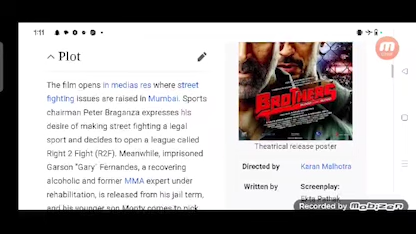 1:11
Plot
The film opens in medias res where street
fighting issues are raised in Mumbai. Sports
chairman Peter Braganza expresses his
desire of making street fighting a legal
sport and decides to open a league called
Right 2 Fight (R2F). Meanwhile, imprisoned
Garson "Gary" Fernandes, a recovering
alcoholic and former MMA expert under
rehabilitation, is released from his jail term,
and his younger son Monty comes to pick
BROTHERS
Theatrical release poster
Directed by Karan Malhotra
Written by Screenplay:
Ekta Pathak
Recorded by Mobizen